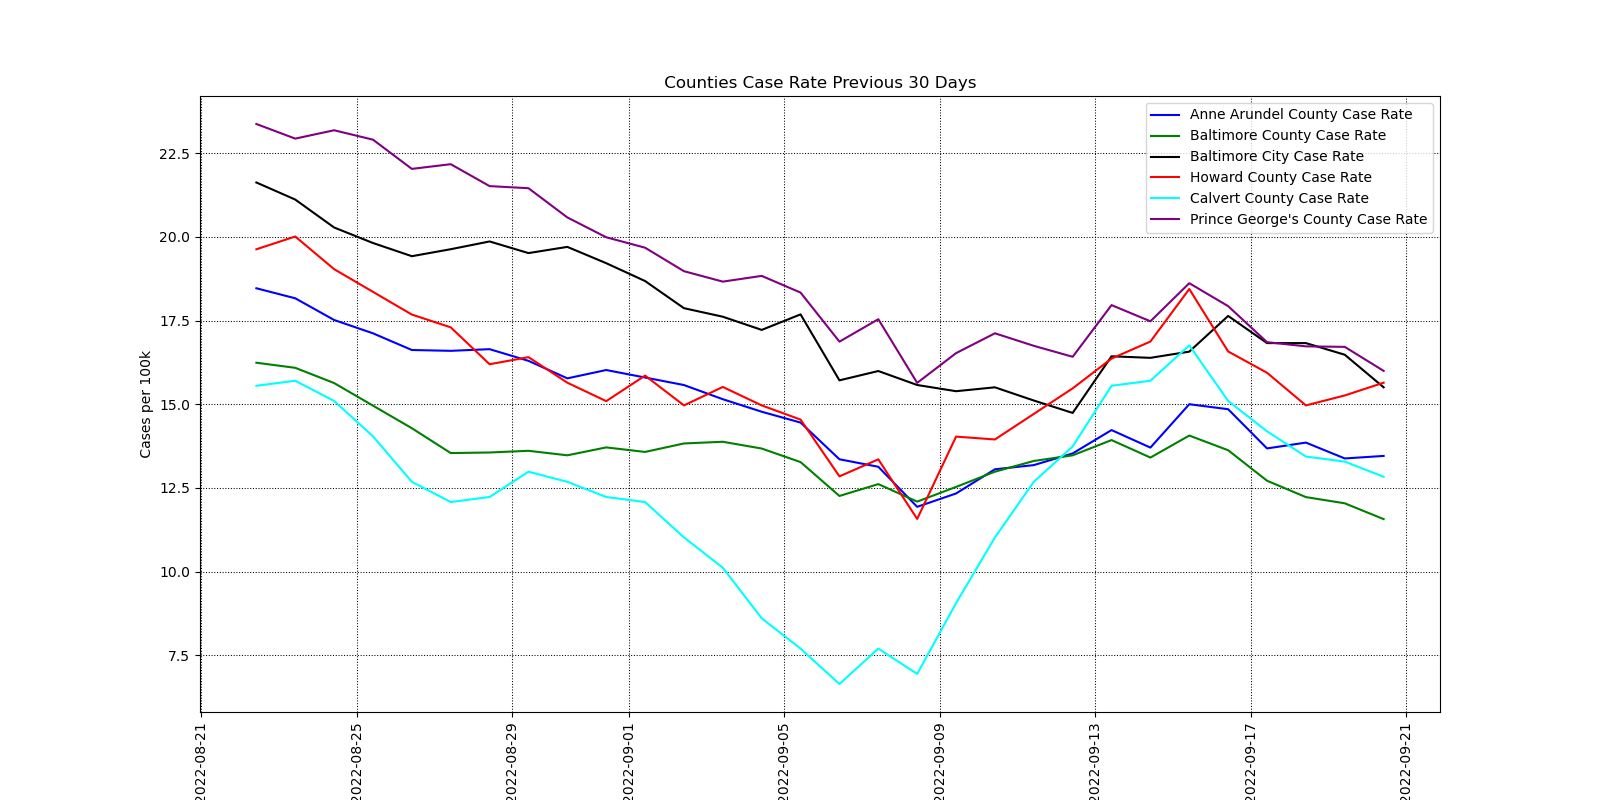 Counties Case Rate Previous 30 Days
Anne Arundel County Case Rate
Baltimore County Case Rate
Baltimore City Case Rate
Howard County Case Rate
Calvert County Case Rate
Prince George's County Case Rate
Cases per 100k
22.5
20.0
17.5
15.0
12.5
10.0
7.5
2022-08-21
2022-08-25
2022-08-29
2022-09-01
2022-09-05
2022-09-09
2022-09-13
2022-09-17
2022-09-21